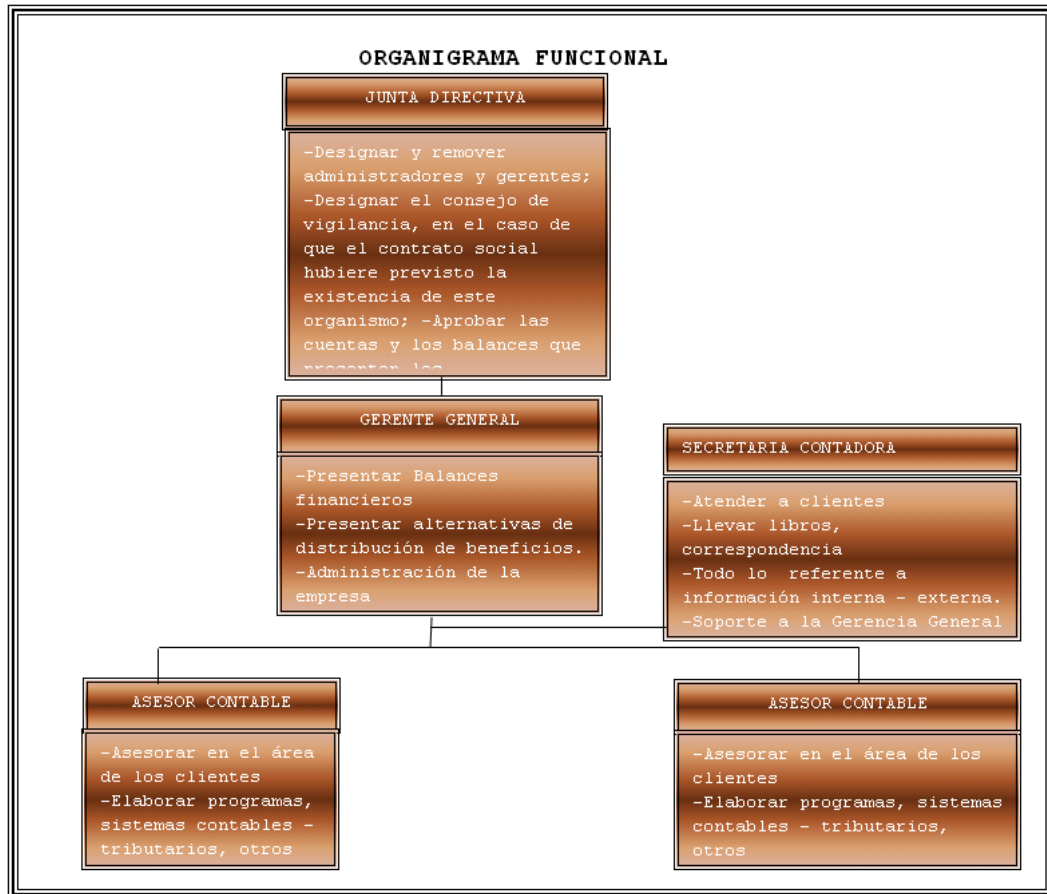 ORGANIGRAMA FUNCIONAL
JUNTA DIRECTIVA
-Designar y remover
administradores y gerentes;
-Designar el consejo de
vigilancia, en el caso de
que el contrato social
hubiere previsto la
existencia de este
organismo; -Aprobar las
cuentas y los balances que
presenten los
GERENTE GENERAL
-Presentar Balances
financieros
-Presentar alternativas de
distribución de beneficios.
-Administración de la
empresa
SECRETARIA CONTADORA
-Atender a clientes
-Llevar libros,
correspondencia
-Todo lo  referente a
información interna - externa.
-Soporte a la Gerencia General
ASESOR CONTABLE
-Asesorar en el área
de los clientes
-Elaborar programas,
sistemas contables -
tributarios, otros
ASESOR CONTABLE
-Asesorar en el área de los
clientes
-Elaborar programas, sistemas
contables - tributarios,
otros